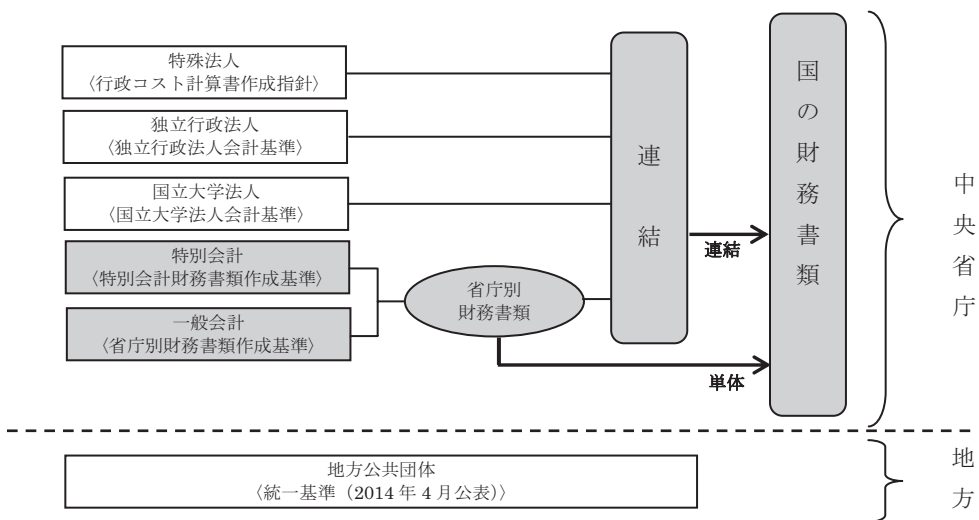 特殊法人
〈行政コスト計算書作成指針〉
独立行政法人
〈独立行政法人会計基準〉
国立大学法人
〈国立大学法人会計基準〉
特別会計
〈特別会計財務書類作成基準〉
一般会計
〈省庁別財務書類作成基準〉
省庁別
財務書類
連結
連結
単体
国の財務書類
中央省庁
地方公共団体
〈統一基準（2014年4月公表）〉
地方